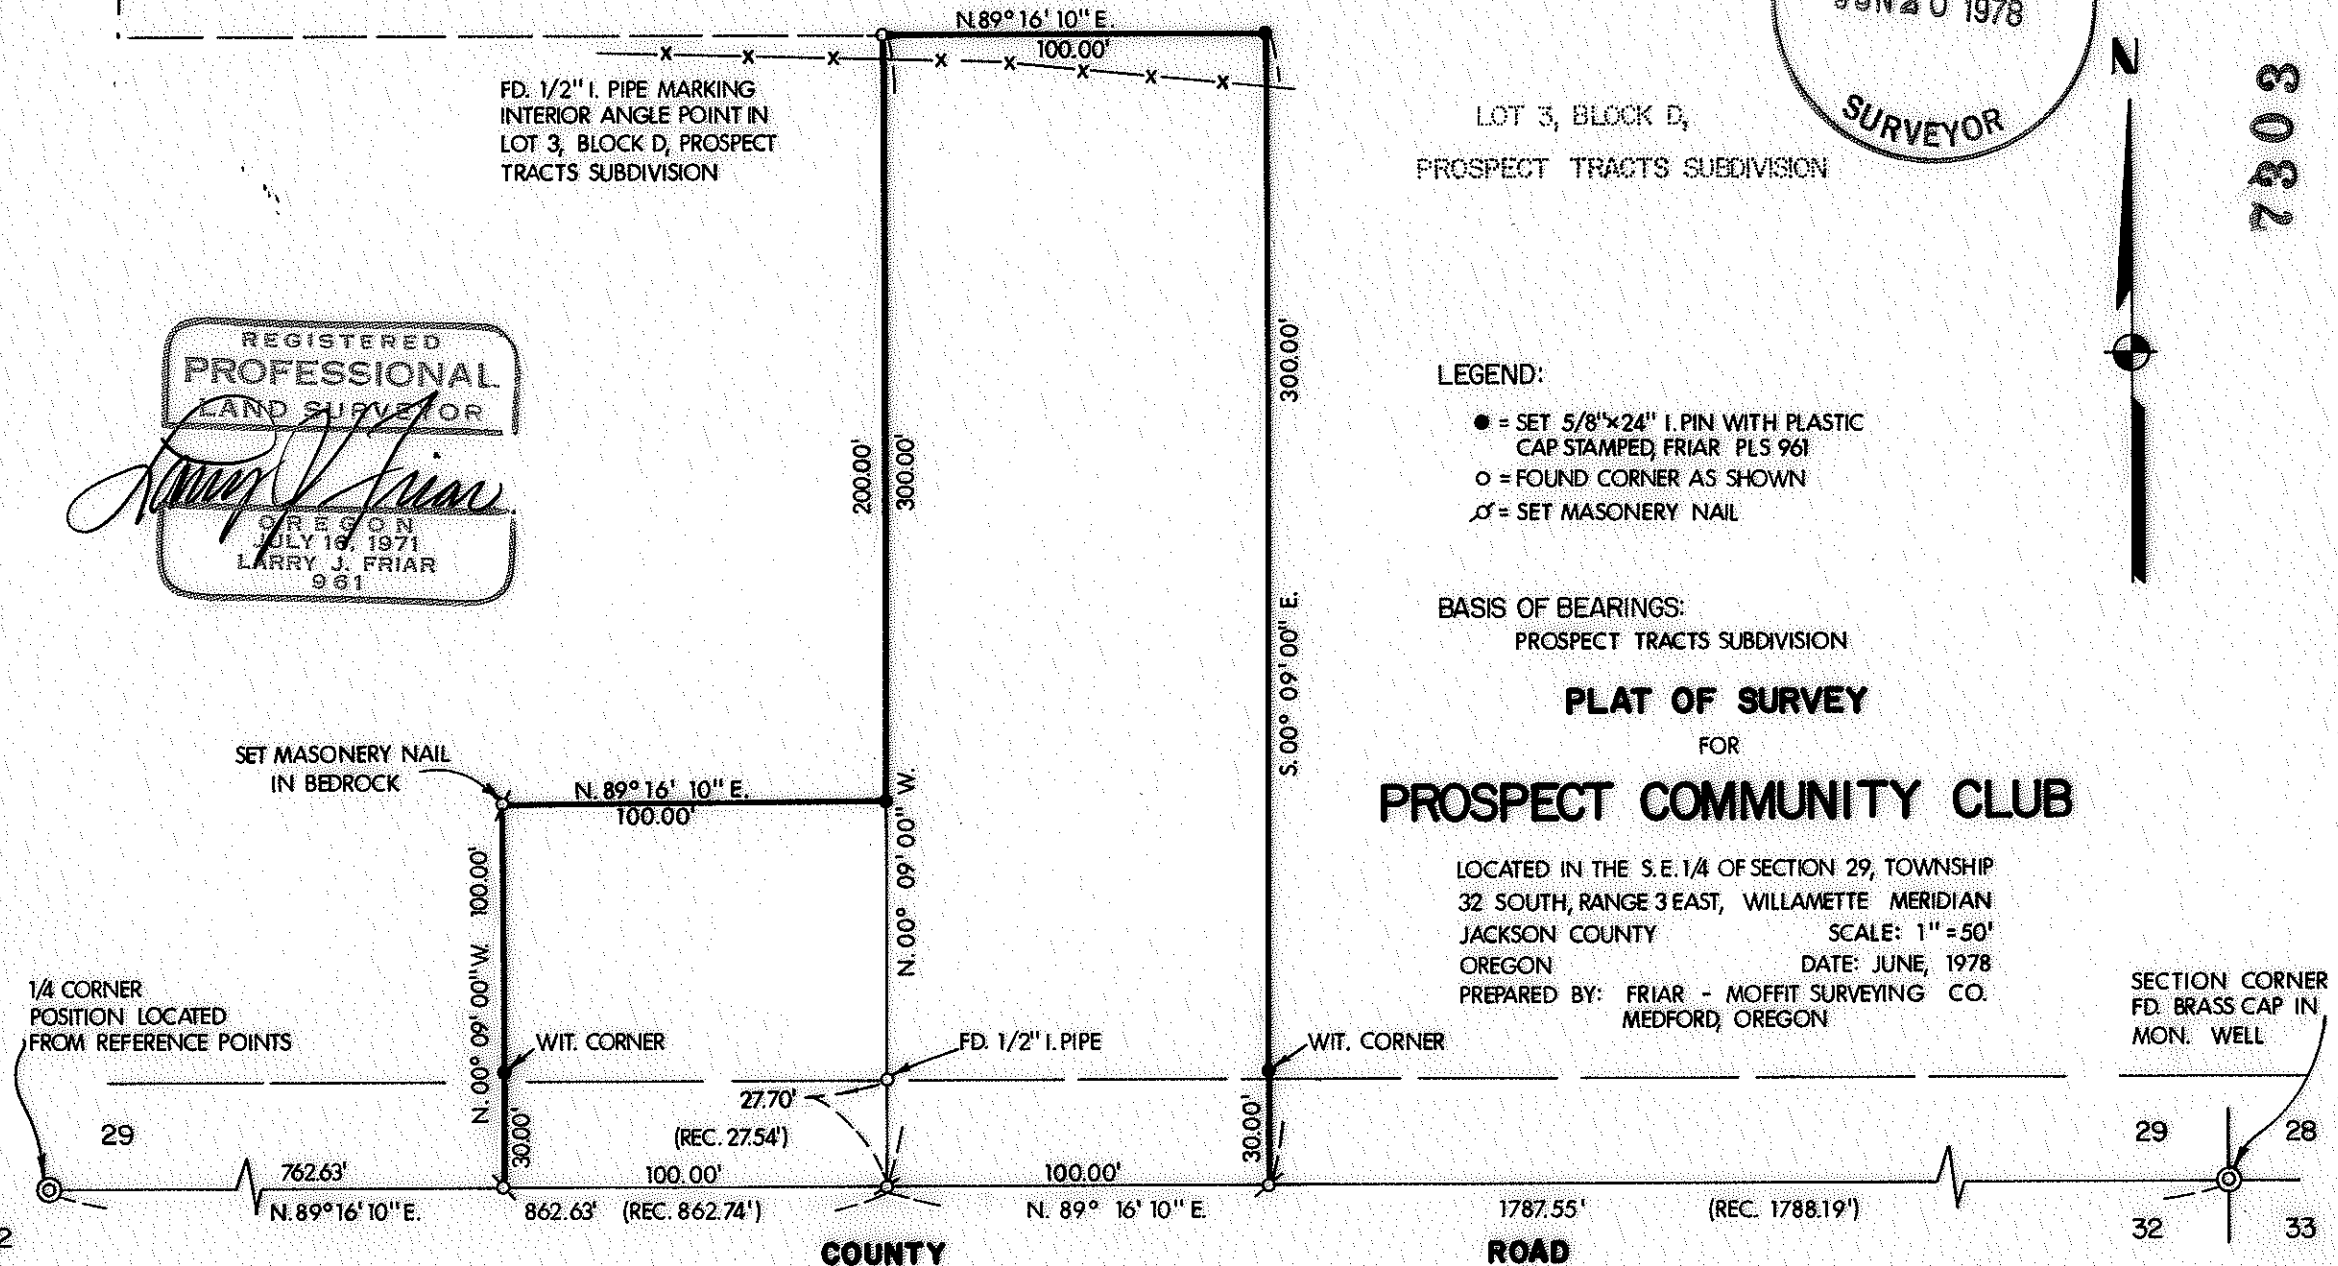 N.89°16'10"E.
100.00'
1978
SURVEYOR
N
7303
FD. 1/2" I. PIPE MARKING
INTERIOR ANGLE POINT IN
LOT 3, BLOCK D, PROSPECT
TRACTS SUBDIVISION
LOT 3, BLOCK D,
PROSPECT TRACTS SUBDIVISION
REGISTERED
PROFESSIONAL
LAND SURVEYOR
Larry J Friar
OREGON
JULY 16, 1971
LARRY J. FRIAR
961
200.00'
300.00'
300.00'
S.00° 09' 00" E.
LEGEND:
● = SET 5/8"×24" I. PIN WITH PLASTIC
CAP STAMPED, FRIAR PLS 961
○ = FOUND CORNER AS SHOWN
= SET MASONERY NAIL
BASIS OF BEARINGS:
PROSPECT TRACTS SUBDIVISION
PLAT OF SURVEY
FOR
PROSPECT COMMUNITY CLUB
LOCATED IN THE S.E. 1/4 OF SECTION 29, TOWNSHIP
32 SOUTH, RANGE 3 EAST, WILLAMETTE MERIDIAN
JACKSON COUNTY SCALE: 1" = 50'
OREGON DATE: JUNE, 1978
PREPARED BY: FRIAR - MOFFIT SURVEYING CO.
MEDFORD, OREGON
SET MASONERY NAIL
IN BEDROCK
N. 89° 16' 10" E.
100.00'
N. 00° 09' 00" W. 100.00'
N. 00° 09' 00" W.
1/4 CORNER
POSITION LOCATED
FROM REFERENCE POINTS
WIT. CORNER
FD. 1/2" I. PIPE
WIT. CORNER
SECTION CORNER
FD. BRASS CAP IN
MON. WELL
27.70'
(REC. 27.54')
30.00'
30.00'
29
29
28
762.63'
100.00'
100.00'
N. 89°16'10" E.
862.63' (REC. 862.74')
N. 89° 16' 10" E.
1787.55' (REC. 1788.19')
2
32
33
COUNTY ROAD